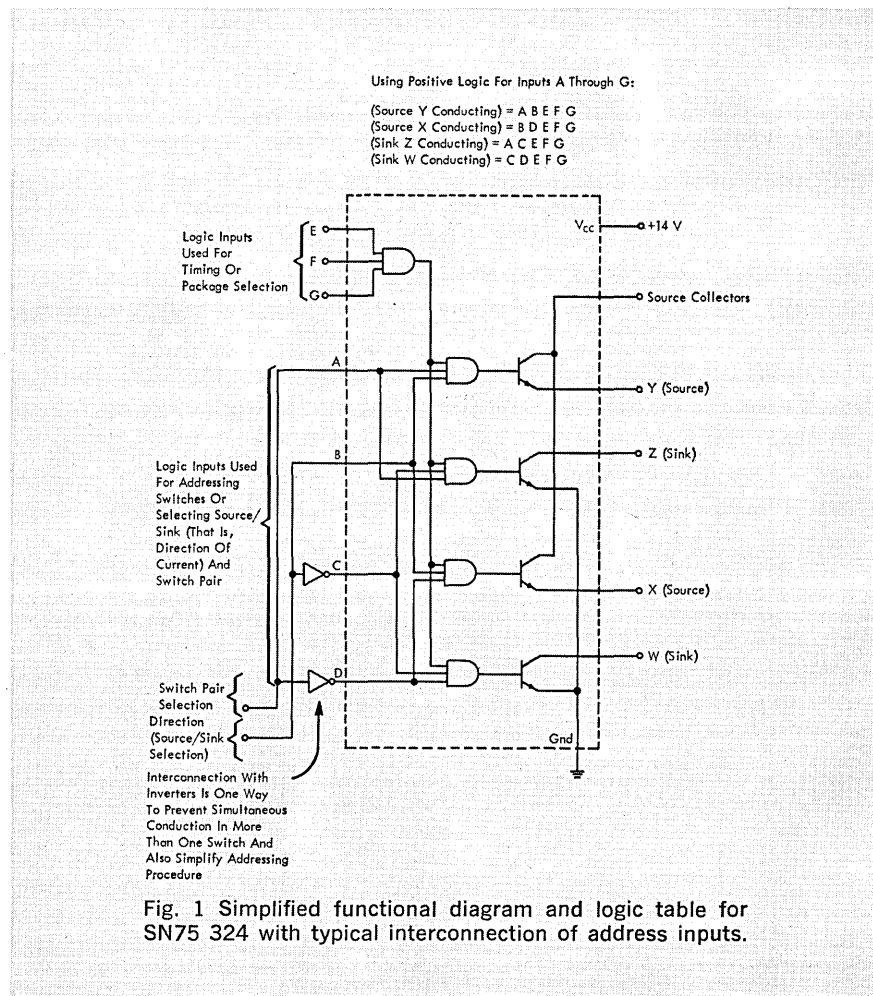 Using Positive Logic For Inputs A Through G:
(Source Y Conducting) = A B E F G
(Source X Conducting) = B D E F G
(Sink Z Conducting) = A C E F G
(Sink W Conducting) = C D E F G
VCC
+14 V
Logic Inputs
Used For
Timing Or
Package Selection
E
F
G
Source Collectors
A
Y (Source)
B
Z (Sink)
Logic Inputs Used
For Addressing
Switches Or
Selecting Source/
Sink (That Is,
Direction Of
Current) And
Switch Pair
C
X (Source)
W (Sink)
D
Switch Pair
Selection
Direction
(Source/Sink
Selection)
Gnd
Interconnection With
Inverters Is One Way
To Prevent Simultaneous
Conduction In More
Than One Switch And
Also Simplify Addressing
Procedure
Fig. 1 Simplified functional diagram and logic table for
SN75 324 with typical interconnection of address inputs.